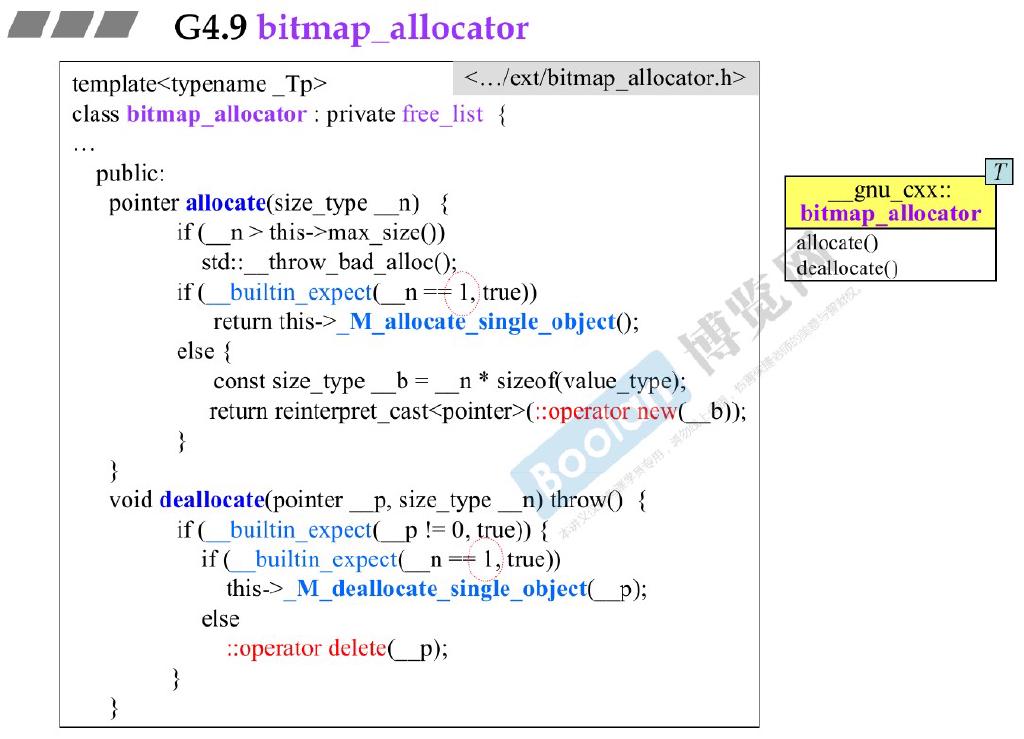 G4.9 bitmap_allocator
<.../ext/bitmap_allocator.h>
template<typename _Tp>
class bitmap_allocator : private free_list {
...
public:
pointer allocate(size_type __n) {
if (__n > this->max_size())
std::__throw_bad_alloc();
if (__builtin_expect(__n == 1, true))
return this->_M_allocate_single_object();
else {
const size_type __b = __n * sizeof(value_type);
return reinterpret_cast<pointer>(::operator new(__b));
}
}
void deallocate(pointer __p, size_type __n) throw() {
if (__builtin_expect(__p != 0, true)) {
if (__builtin_expect(__n == 1, true))
this->_M_deallocate_single_object(__p);
else
::operator delete(__p);
}
}
T
__gnu_cxx::
bitmap_allocator
allocate()
deallocate()
Boolan 博览网